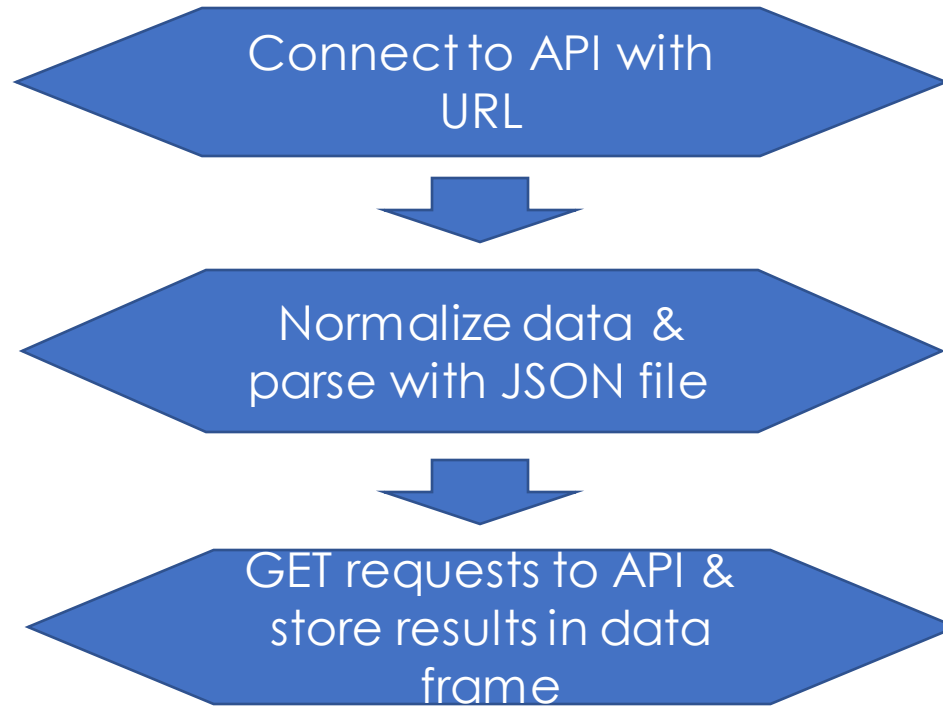 Connect to API with
URL
Normalize data &
parse with JSON file
GET requests to API &
store results in data
frame